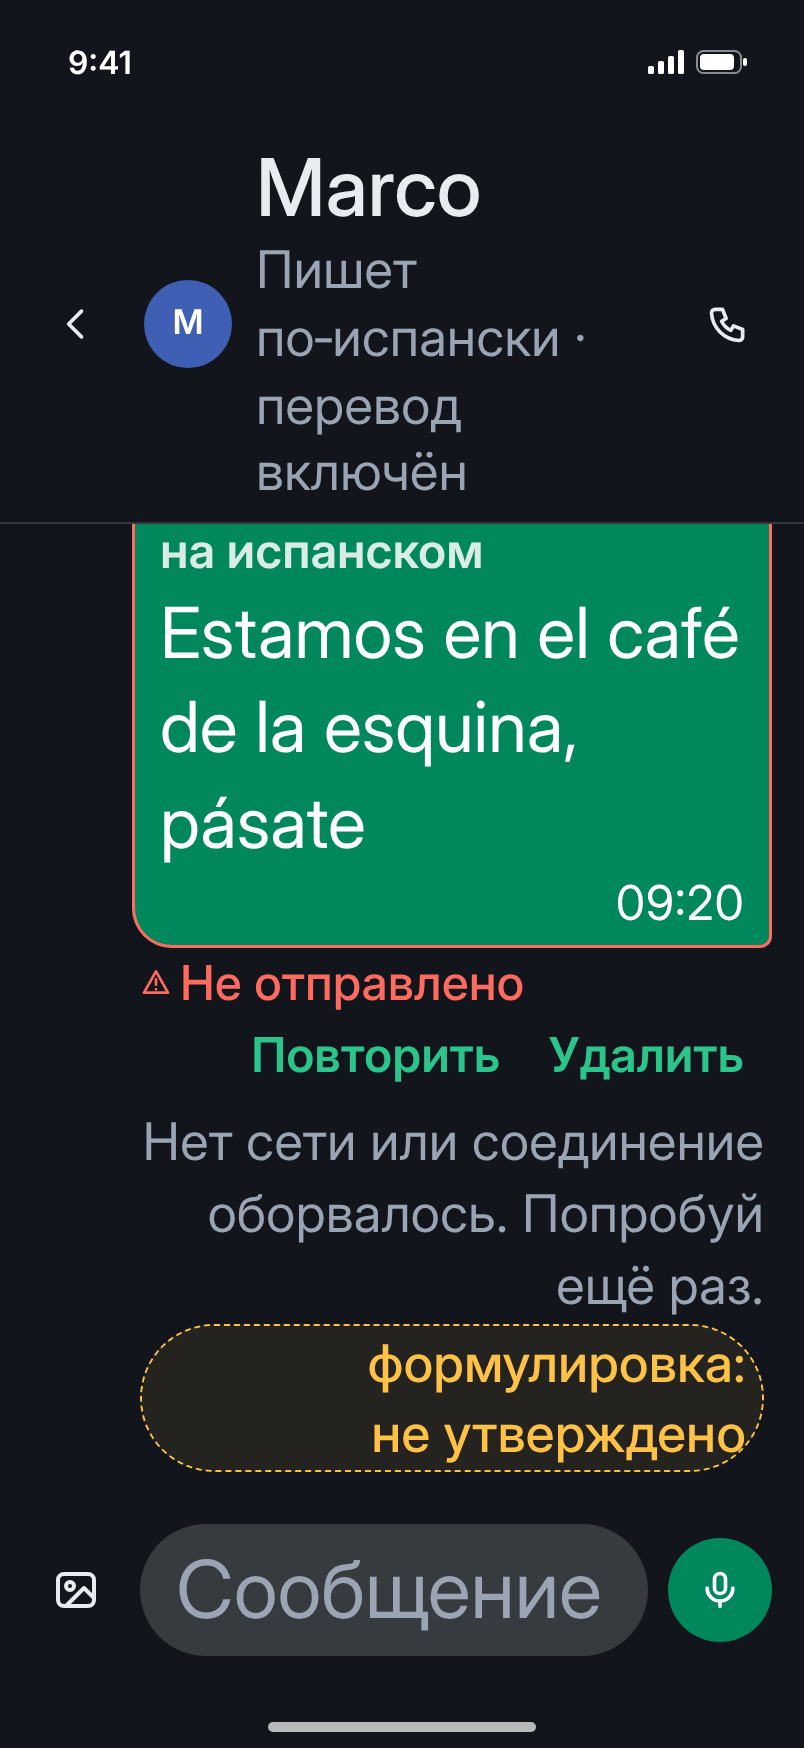 9:41
Marco
Пишет
по-испански ·
перевод
включён
M
на испанском
Estamos en el café
de la esquina,
pásate
09:20
Не отправлено
Повторить Удалить
Нет сети или соединение
оборвалось. Попробуй
ещё раз.
формулировка:
не утверждено
Сообщение